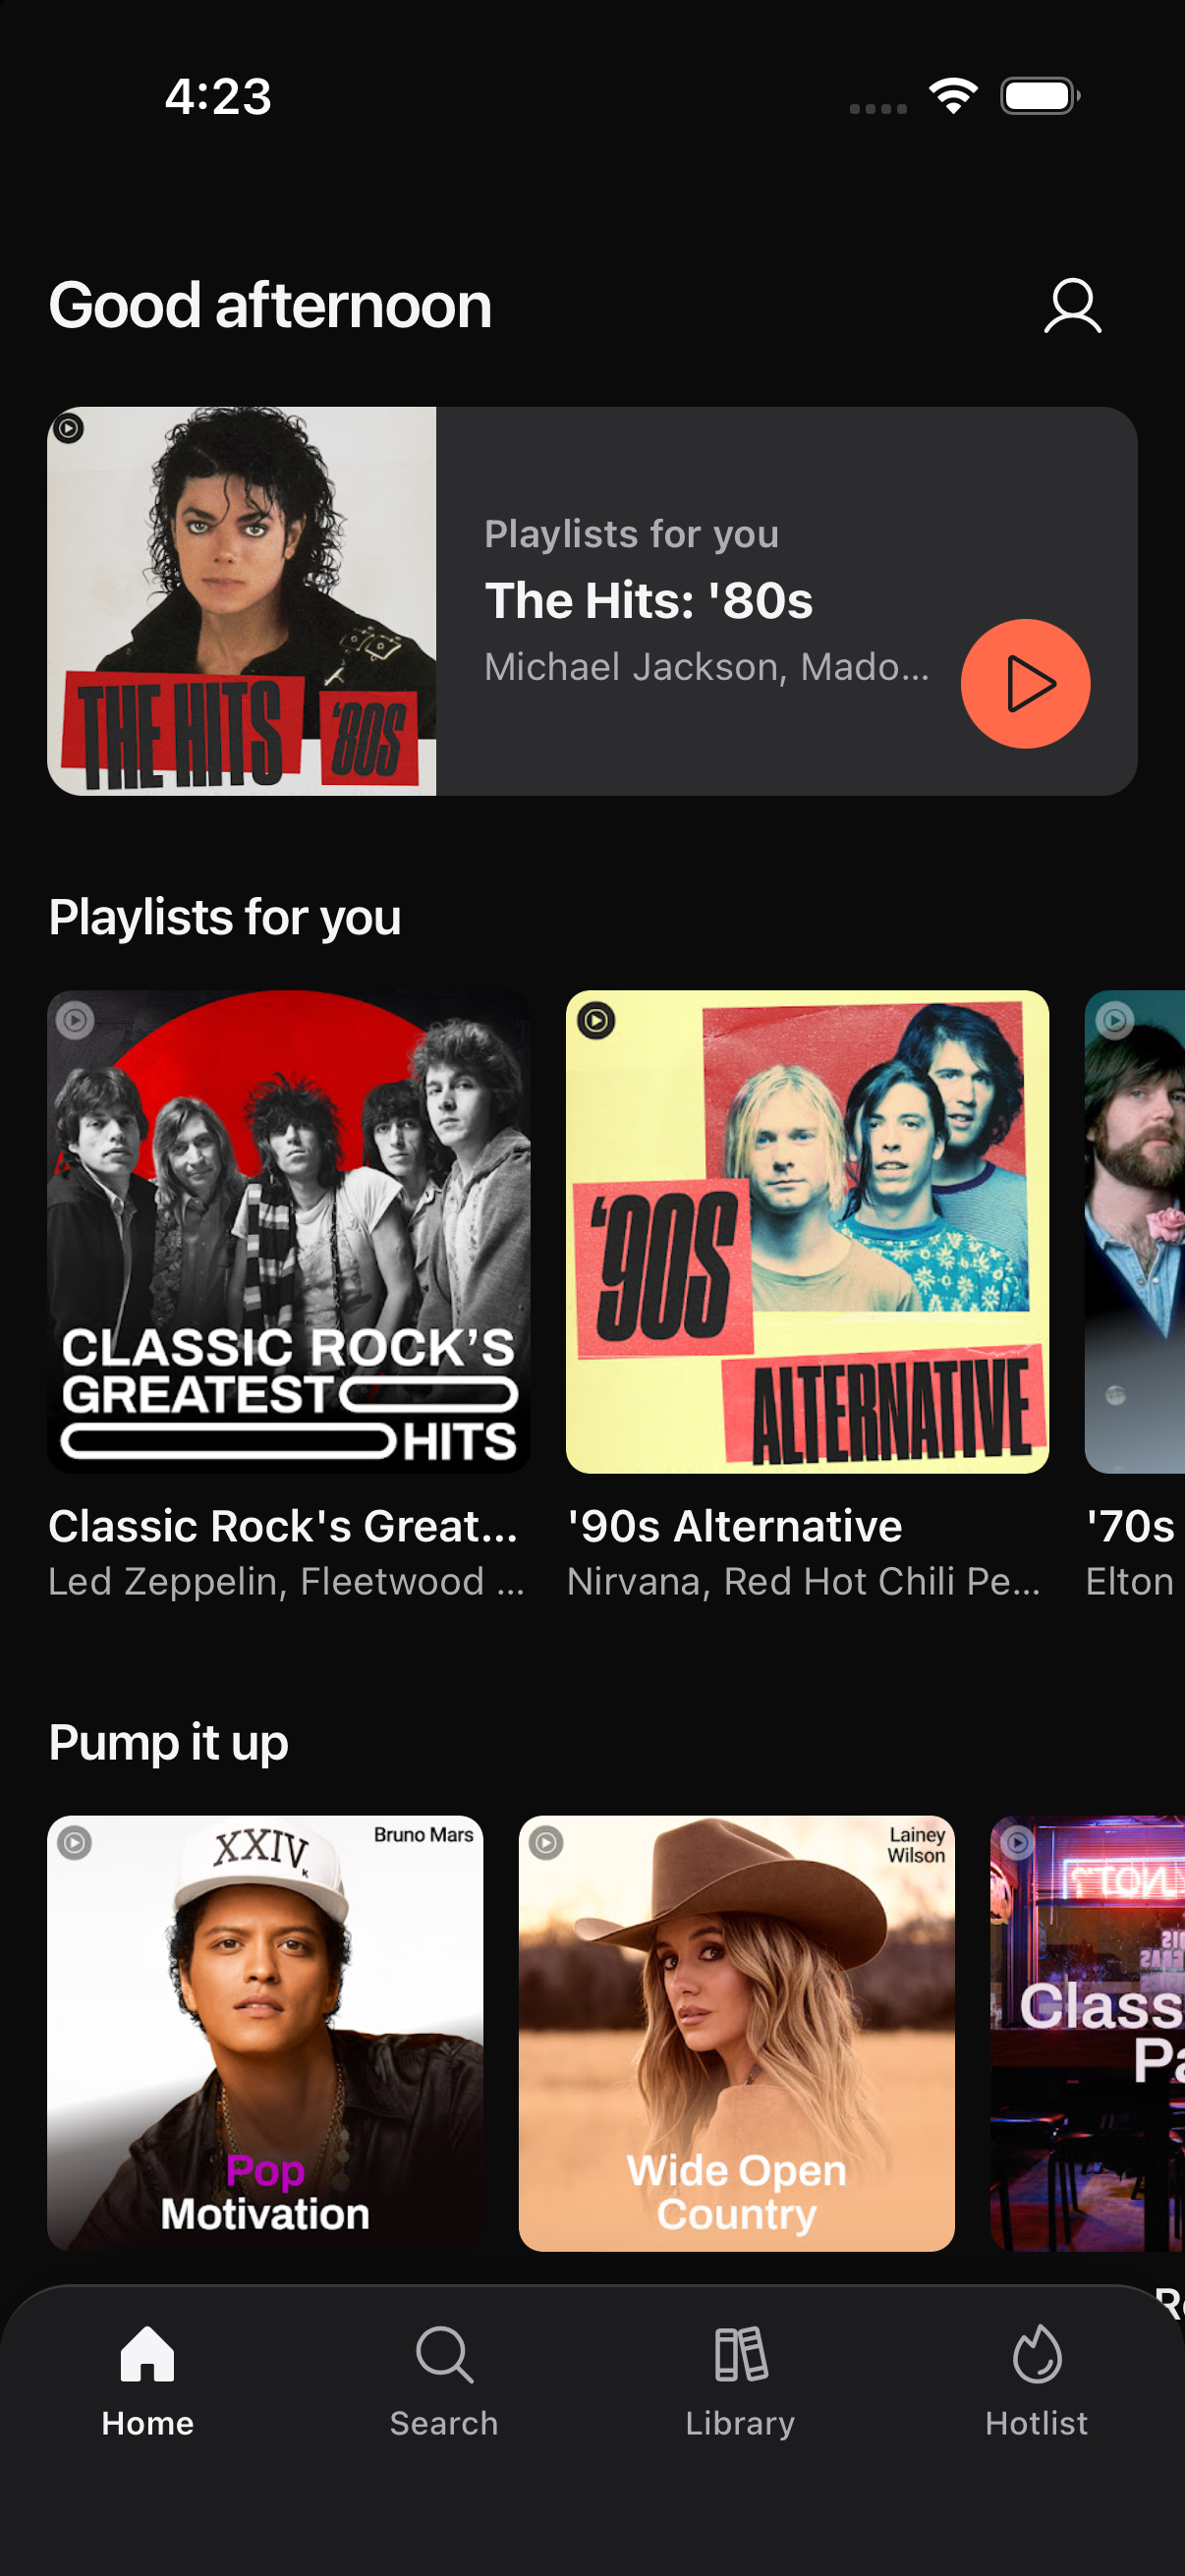 4:23
Good afternoon
THE HITS '80S
Playlists for you
The Hits: '80s
Michael Jackson, Mado...
Playlists for you
CLASSIC ROCK'S
GREATEST
HITS
'90S
ALTERNATIVE
Classic Rock's Great...
Led Zeppelin, Fleetwood ...
'90s Alternative
Nirvana, Red Hot Chili Pe...
'70s
Elton
Pump it up
XXIV
K
Bruno Mars
Pop
Motivation
Lainey
Wilson
Wide Open
Country
Class
Pa
Home
Search
Library
Hotlist